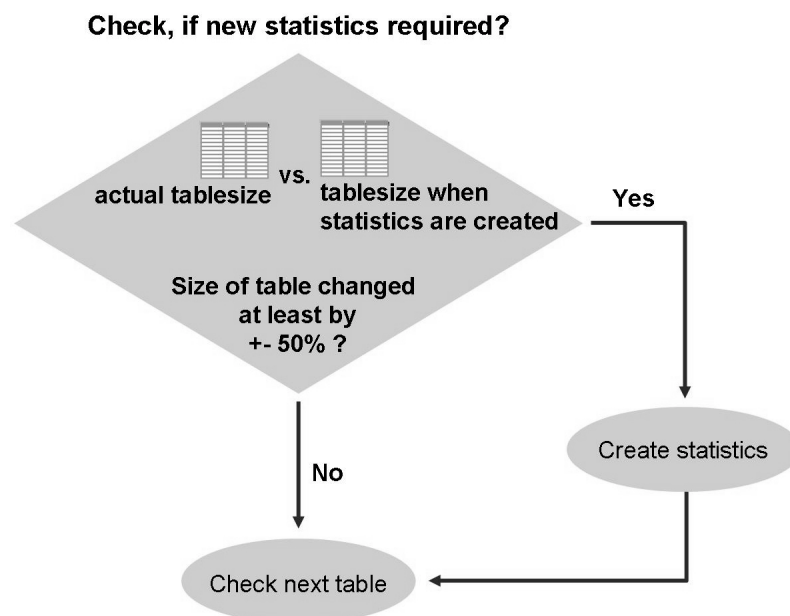 Check, if new statistics required?
actual tablesize
vs.
tablesize when
statistics are created
Yes
Size of table changed
at least by
+- 50% ?
Create statistics
No
Check next table